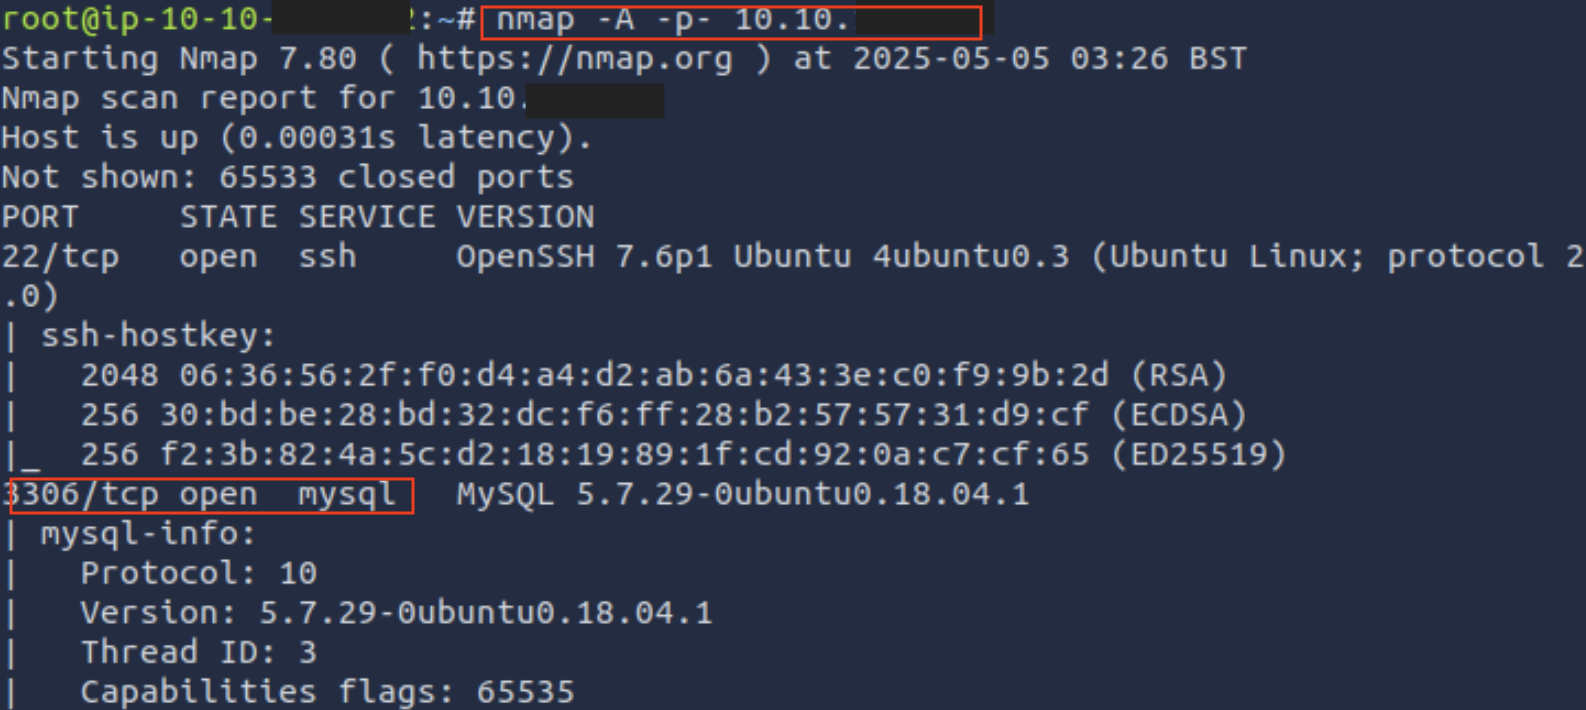 root@ip-10-10-:~# nmap -A -p- 10.10.
Starting Nmap 7.80 ( https://nmap.org ) at 2025-05-05 03:26 BST
Nmap scan report for 10.10.
Host is up (0.00031s latency).
Not shown: 65533 closed ports
PORT     STATE SERVICE VERSION
22/tcp   open  ssh     OpenSSH 7.6p1 Ubuntu 4ubuntu0.3 (Ubuntu Linux; protocol 2
.0)
| ssh-hostkey:
|   2048 06:36:56:2f:f0:d4:a4:d2:ab:6a:43:3e:c0:f9:9b:2d (RSA)
|   256 30:bd:be:28:bd:32:dc:f6:ff:28:b2:57:57:31:d9:cf (ECDSA)
|_  256 f2:3b:82:4a:5c:d2:18:19:89:1f:cd:92:0a:c7:cf:65 (ED25519)
3306/tcp open  mysql   MySQL 5.7.29-0ubuntu0.18.04.1
| mysql-info:
|   Protocol: 10
|   Version: 5.7.29-0ubuntu0.18.04.1
|   Thread ID: 3
|   Capabilities flags: 65535